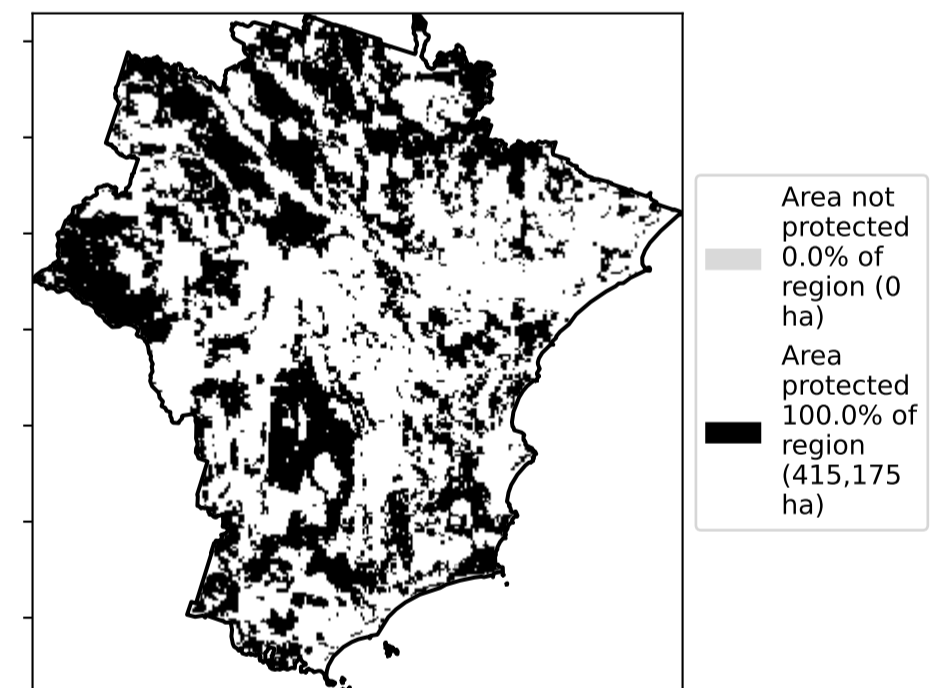 Area not
protected
0.0% of
region (0
ha)
Area
protected
100.0% of
region
(415,175
ha)